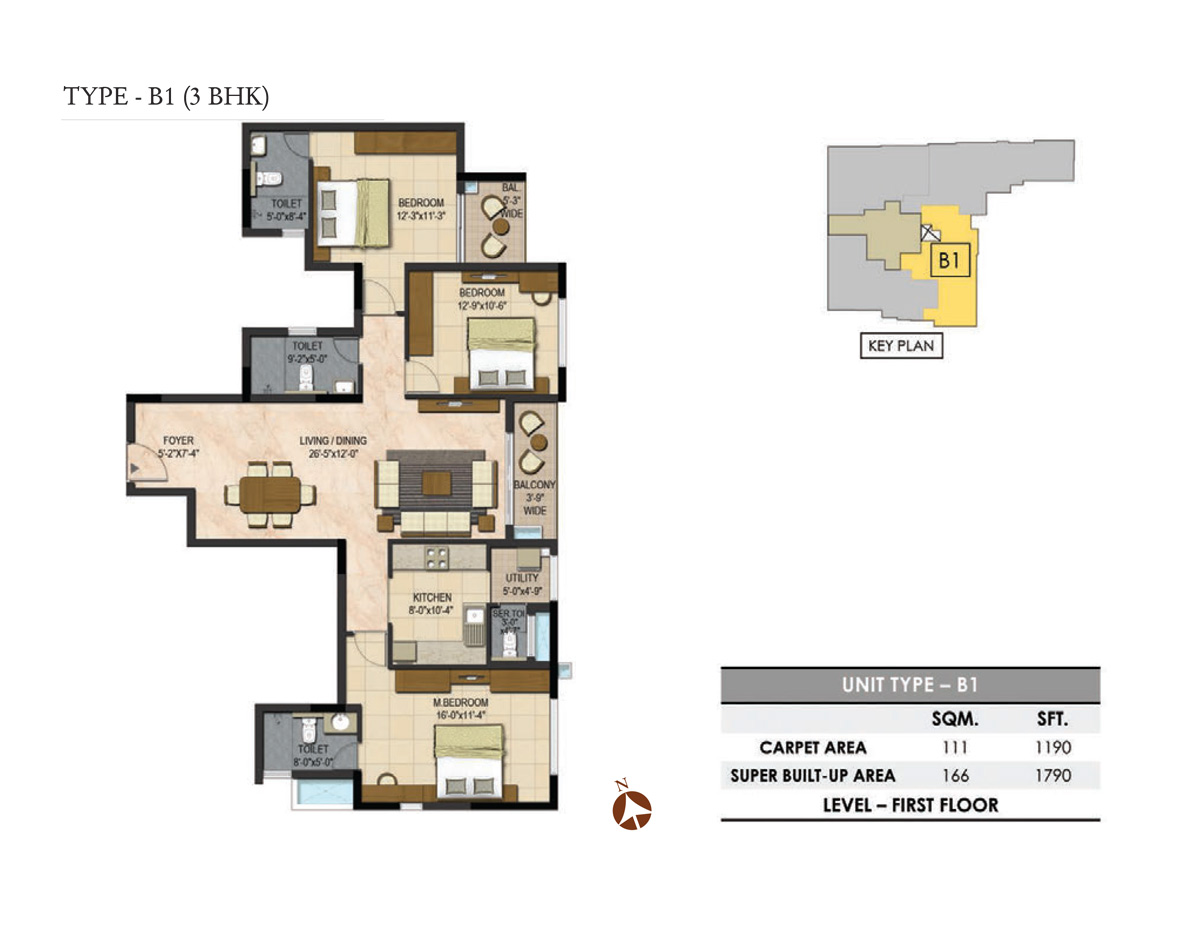 TYPE - B1 (3 BHK)
TOILET
5'-0"x8'-4"
BEDROOM
12'-3"x11'-3"
BAL.
5'-3"
WIDE
BEDROOM
12'-9"x10'-6"
TOILET
9'-2"x5'-0"
FOYER
5'-2"X7'-4"
LIVING / DINING
26'-5"x12'-0"
BALCONY
3'-9"
WIDE
KITCHEN
8'-0"x10'-4"
UTILITY
5'-0"x4'-9"
SER.TOI.
3'-0"
x4'-7"
M.BEDROOM
16'-0"x11'-4"
TOILET
8'-0"x5'-0"
B1
KEY PLAN
N
UNIT TYPE – B1
SQM. SFT.
CARPET AREA 111 1190
SUPER BUILT-UP AREA 166 1790
LEVEL – FIRST FLOOR